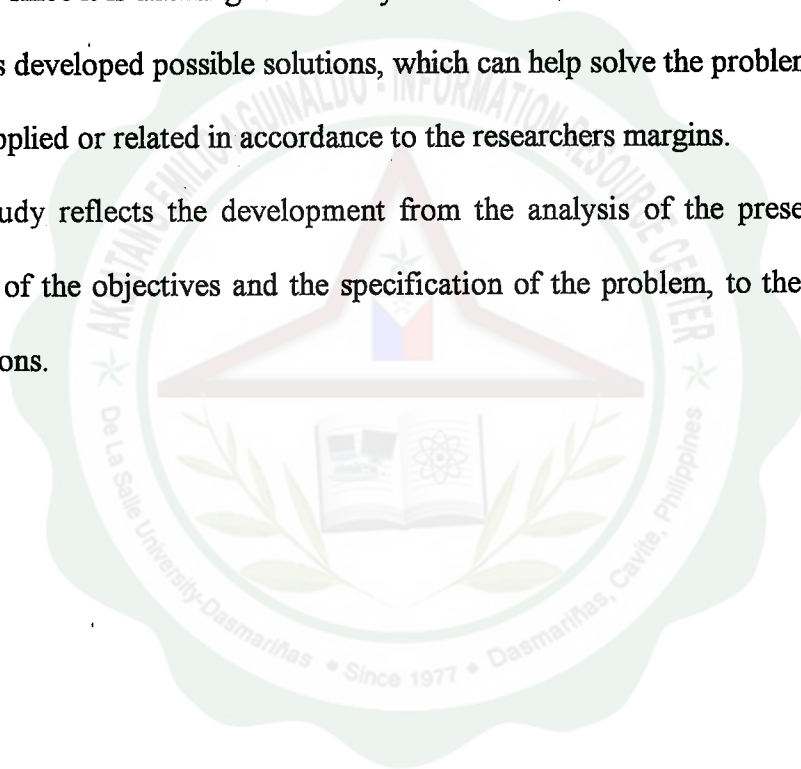 s developed possible solutions, which can help solve the problem
pplied or related in accordance to the researchers margins.
udy reflects the development from the analysis of the prese
of the objectives and the specification of the problem, to the
ons.
AKLATANG EMILIO AGUINALDO - INFORMATION RESOURCE CENTER
De La Salle University-Dasmariñas • Since 1977 • Dasmariñas, Cavite, Philippines